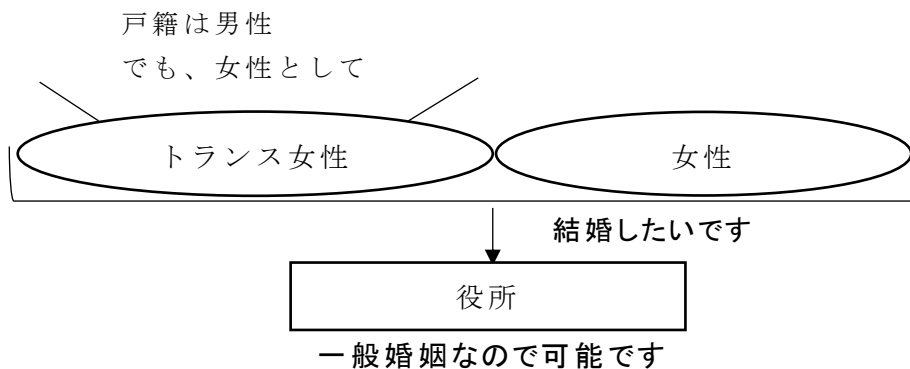 戸籍は男性
でも、女性として
トランス女性
女性
結婚したいです
役所
一般婚姻なので可能です